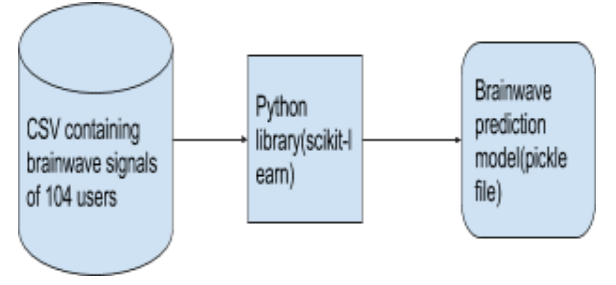 CSV containing
brainwave signals
of 104 users
Python
library(scikit-l
earn)
Brainwave
prediction
model(pickle
file)